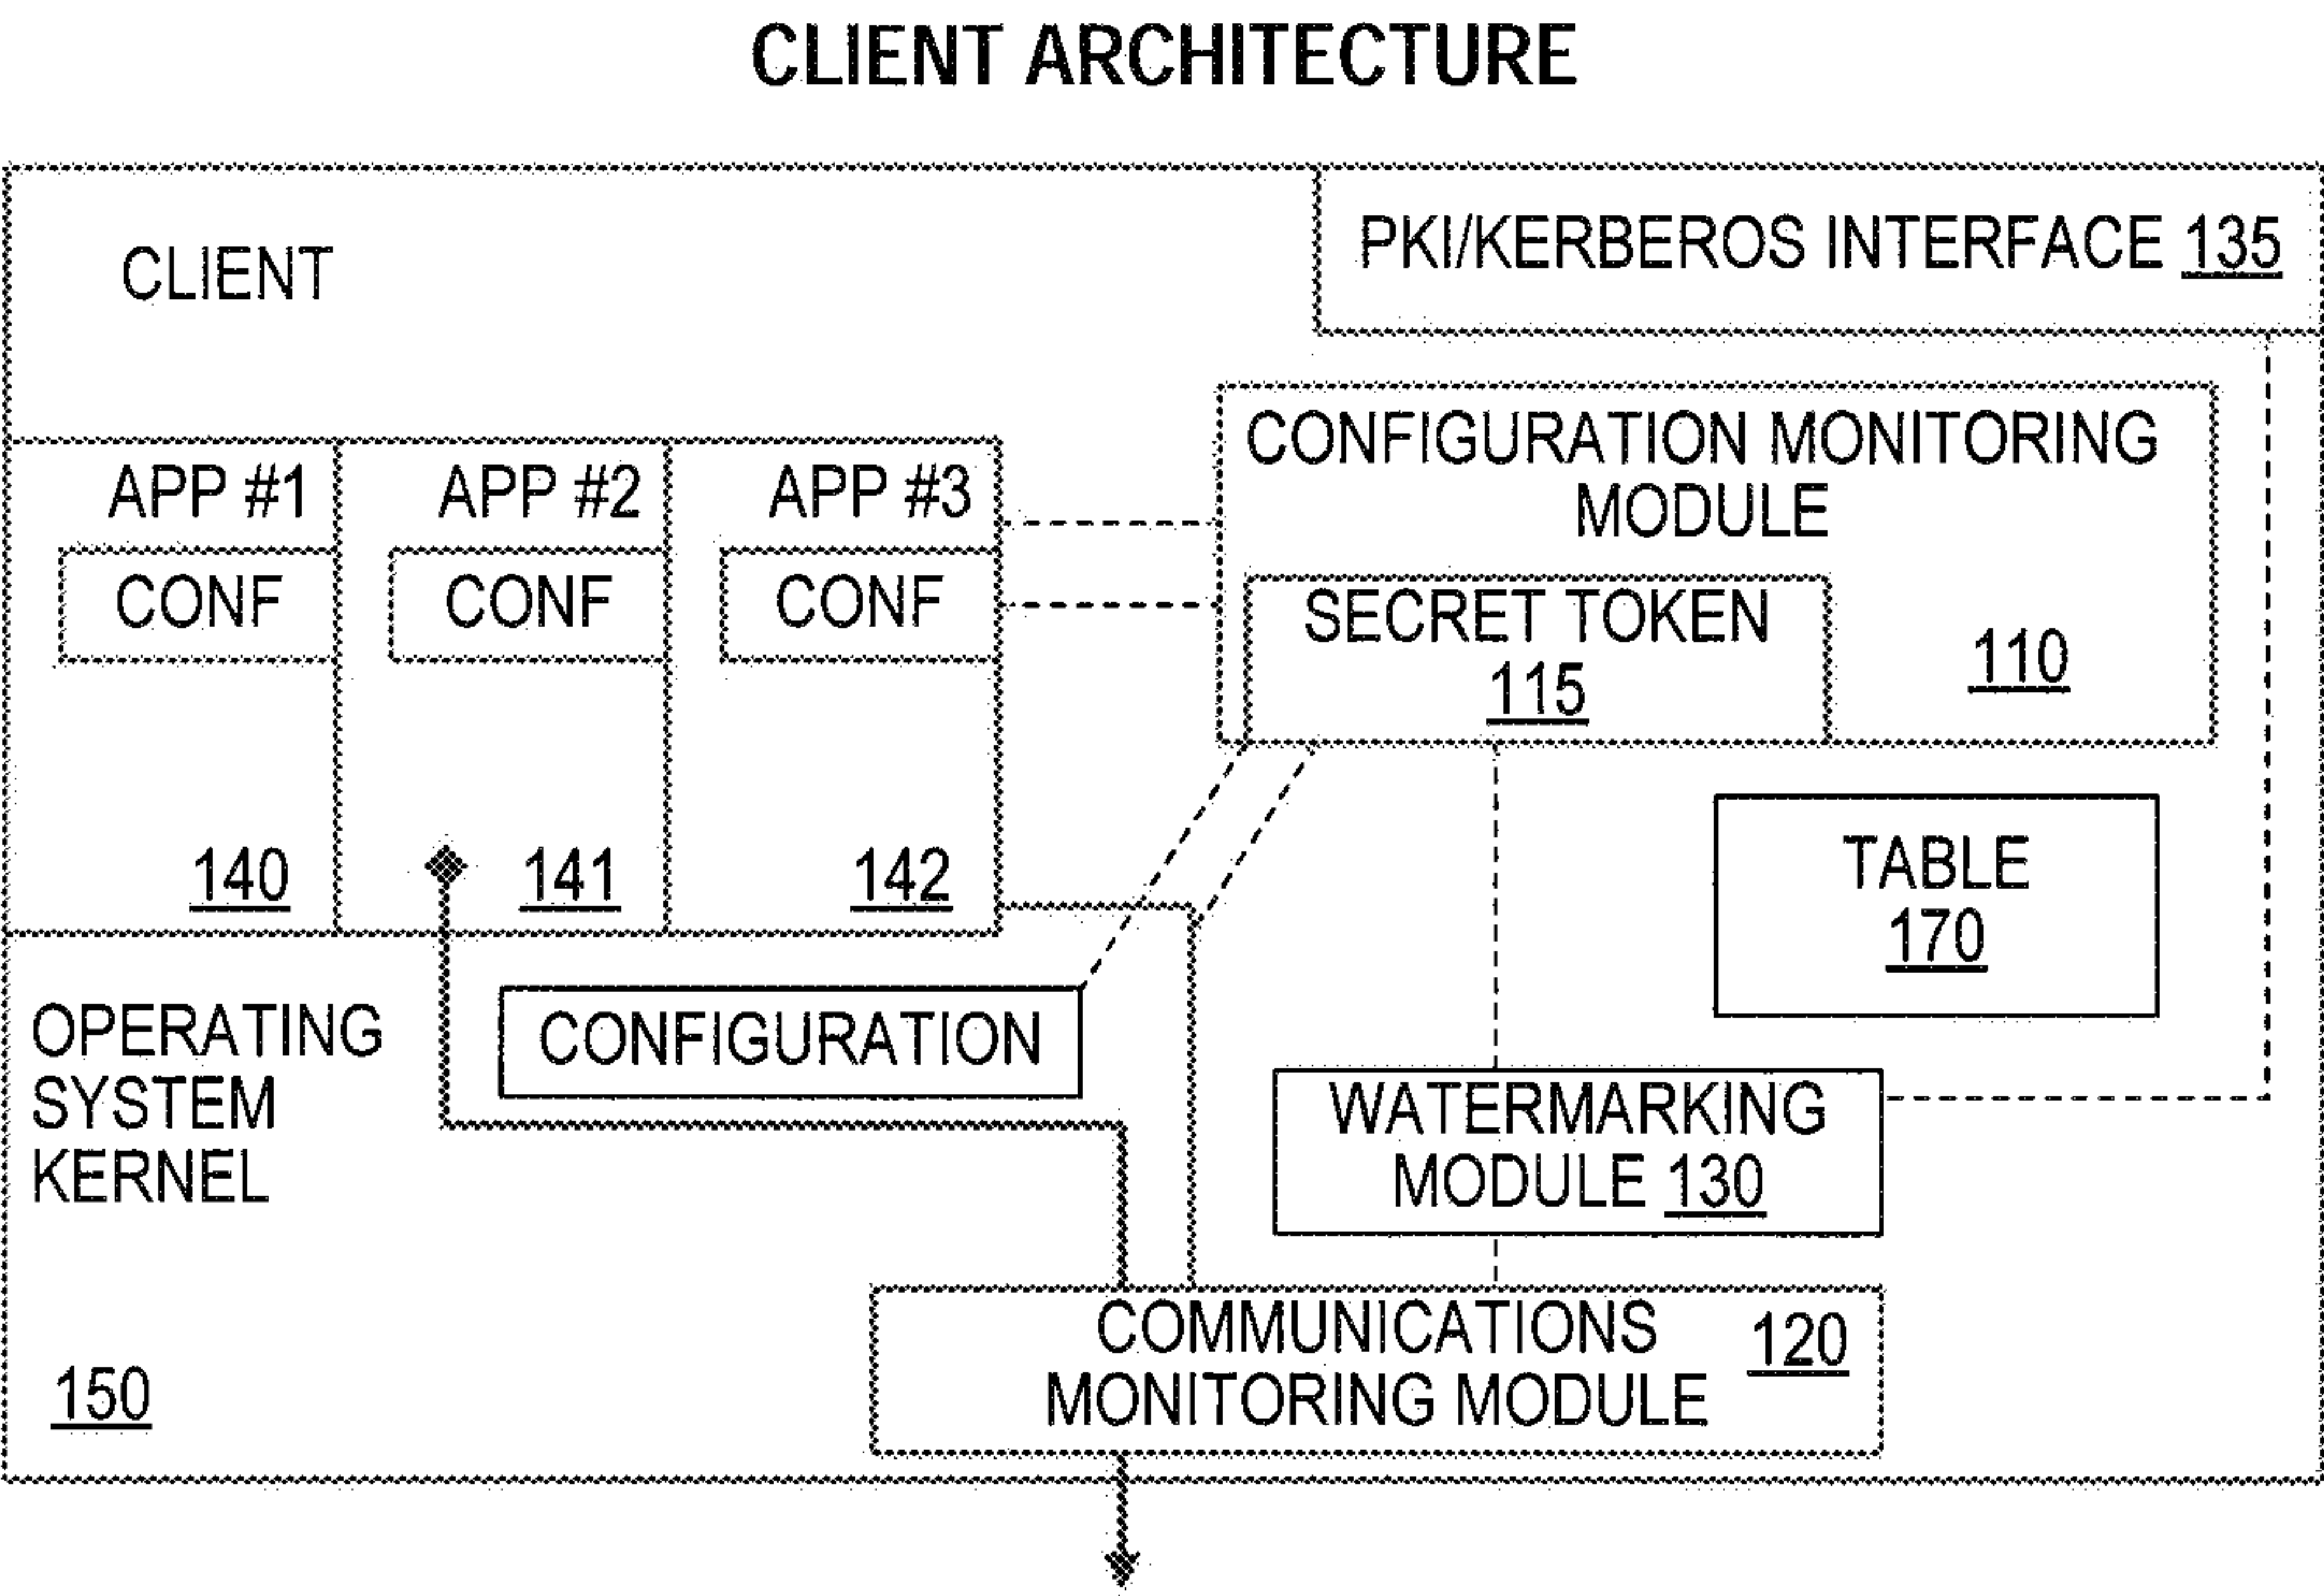 CLIENT ARCHITECTURE
CLIENT
PKI/KERBEROS INTERFACE 135
CONFIGURATION MONITORING
MODULE
SECRET TOKEN
115
110
APP #1
APP #2
APP #3
CONF
CONF
CONF
140
141
142
TABLE
170
OPERATING
SYSTEM
KERNEL
150
CONFIGURATION
WATERMARKING
MODULE 130
COMMUNICATIONS
MONITORING MODULE
120